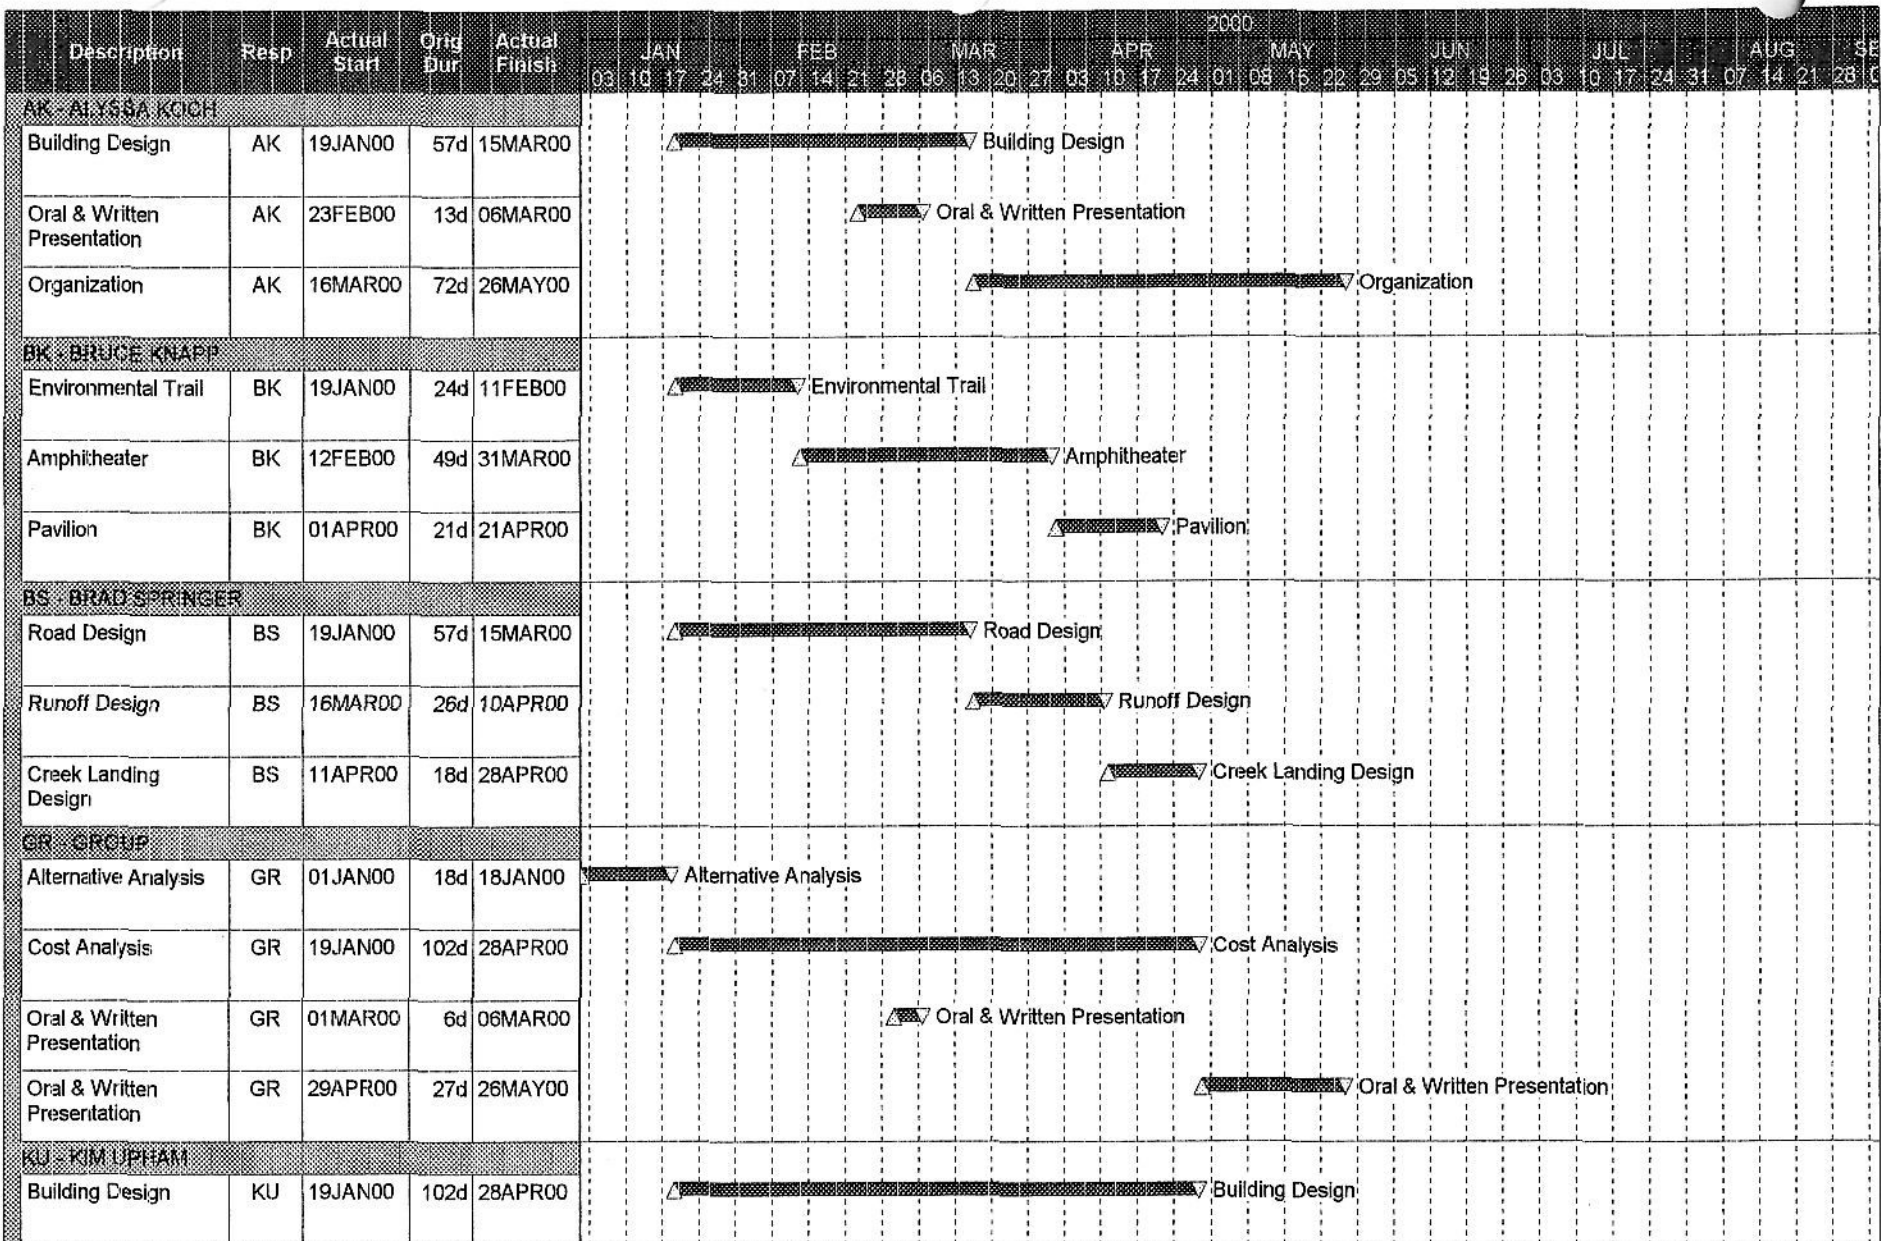 2000
Description Resp Actual Start Orig Dur Actual Finish JAN FEB MAR APR MAY JUN JUL AUG SE
03 10 17 24 31 07 14 21 28 06 13 20 27 03 10 17 24 01 08 15 22 29 05 12 19 26 03 10 17 24 31 07 14 21 28 0
AK - ALYSSA KOCH
Building Design AK 19JAN00 57d 15MAR00 Building Design
Oral & Written Presentation AK 23FEB00 13d 06MAR00 Oral & Written Presentation
Organization AK 16MAR00 72d 26MAY00 Organization
BK - BRUCE KNAPP
Environmental Trail BK 19JAN00 24d 11FEB00 Environmental Trail
Amphitheater BK 12FEB00 49d 31MAR00 Amphitheater
Pavilion BK 01APR00 21d 21APR00 Pavilion
BS - BRAD SPRINGER
Road Design BS 19JAN00 57d 15MAR00 Road Design
Runoff Design BS 16MAR00 26d 10APR00 Runoff Design
Creek Landing Design BS 11APR00 18d 28APR00 Creek Landing Design
GR - GROUP
Alternative Analysis GR 01JAN00 18d 18JAN00 Alternative Analysis
Cost Analysis GR 19JAN00 102d 28APR00 Cost Analysis
Oral & Written Presentation GR 01MAR00 6d 06MAR00 Oral & Written Presentation
Oral & Written Presentation GR 29APR00 27d 26MAY00 Oral & Written Presentation
KU - KIM UPHAM
Building Design KU 19JAN00 102d 28APR00 Building Design